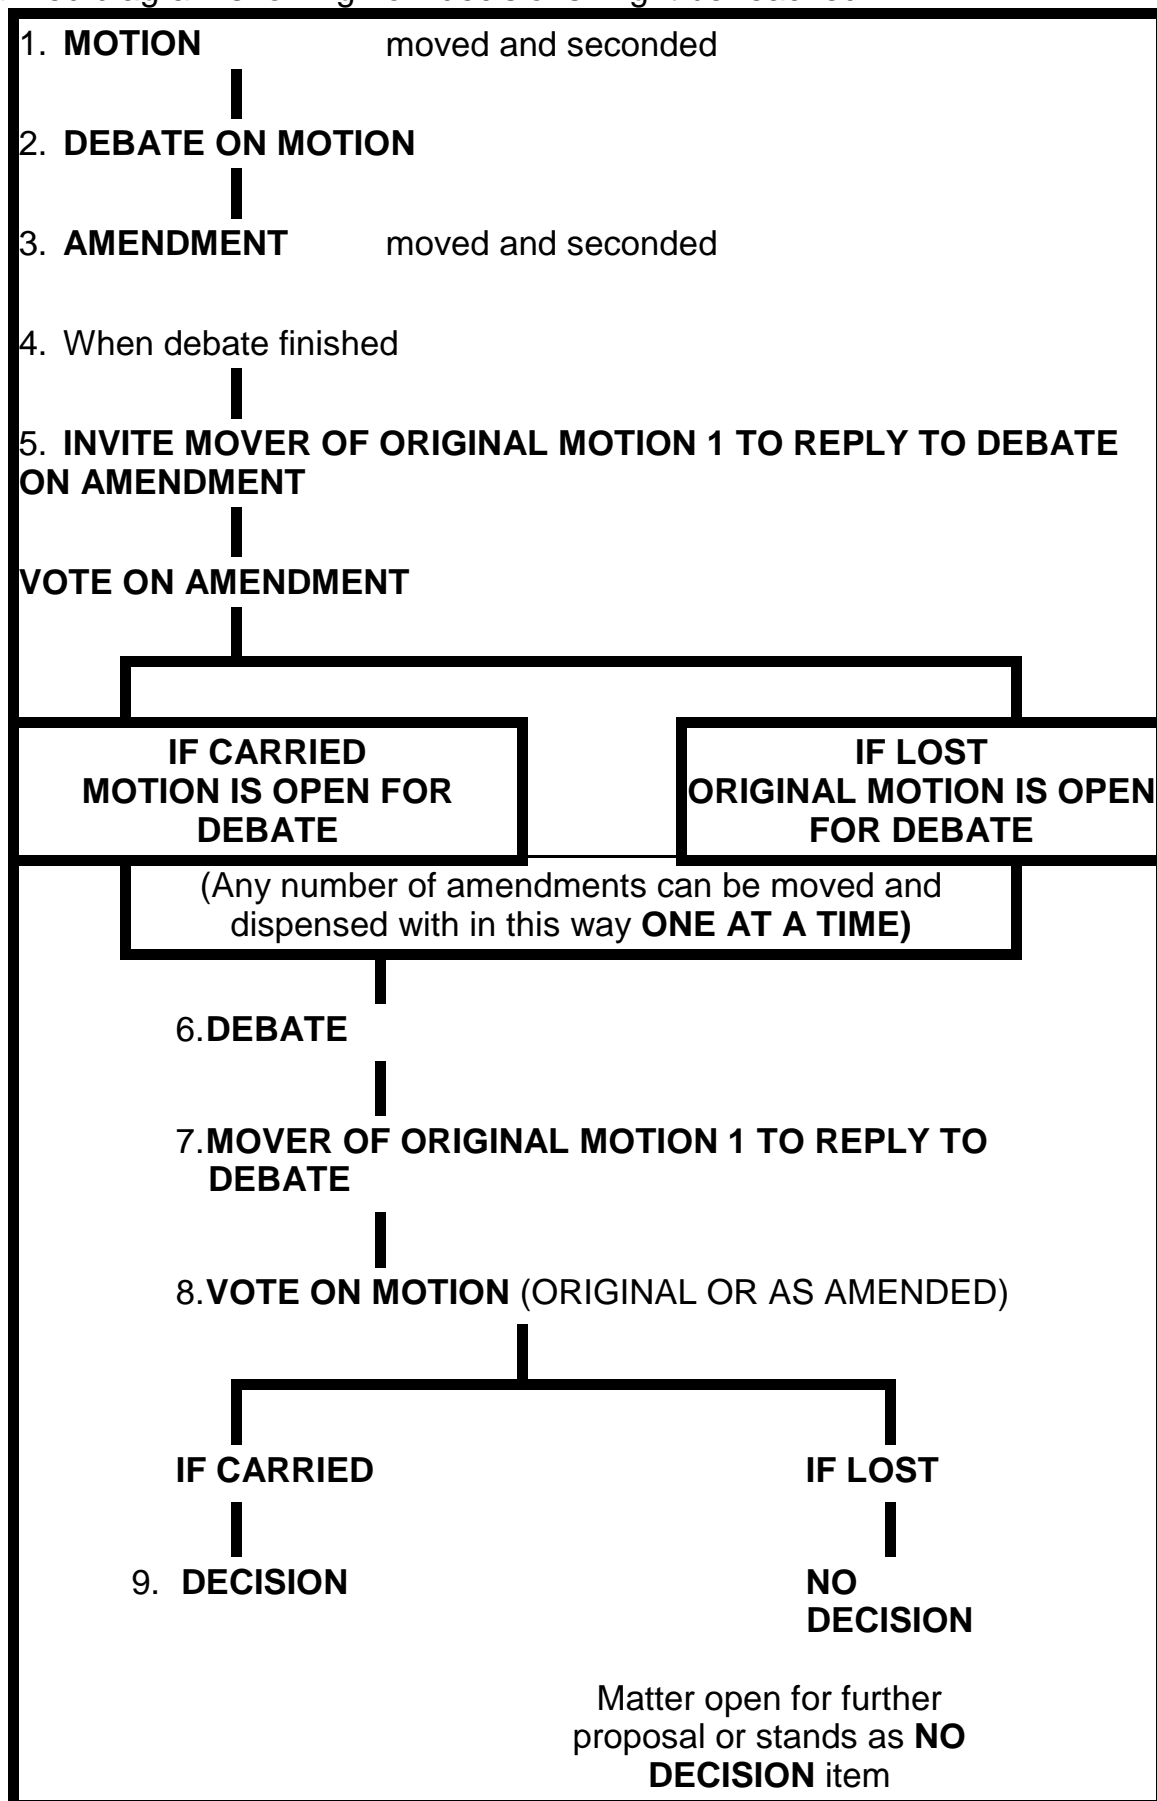 1. MOTION moved and seconded
2. DEBATE ON MOTION
3. AMENDMENT moved and seconded
4. When debate finished
5. INVITE MOVER OF ORIGINAL MOTION 1 TO REPLY TO DEBATE
ON AMENDMENT
VOTE ON AMENDMENT
IF CARRIED
MOTION IS OPEN FOR
DEBATE
IF LOST
ORIGINAL MOTION IS OPEN
FOR DEBATE
(Any number of amendments can be moved and
dispensed with in this way ONE AT A TIME)
6.DEBATE
7.MOVER OF ORIGINAL MOTION 1 TO REPLY TO
DEBATE
8.VOTE ON MOTION (ORIGINAL OR AS AMENDED)
IF CARRIED
IF LOST
9. DECISION
NO
DECISION
Matter open for further
proposal or stands as NO
DECISION item